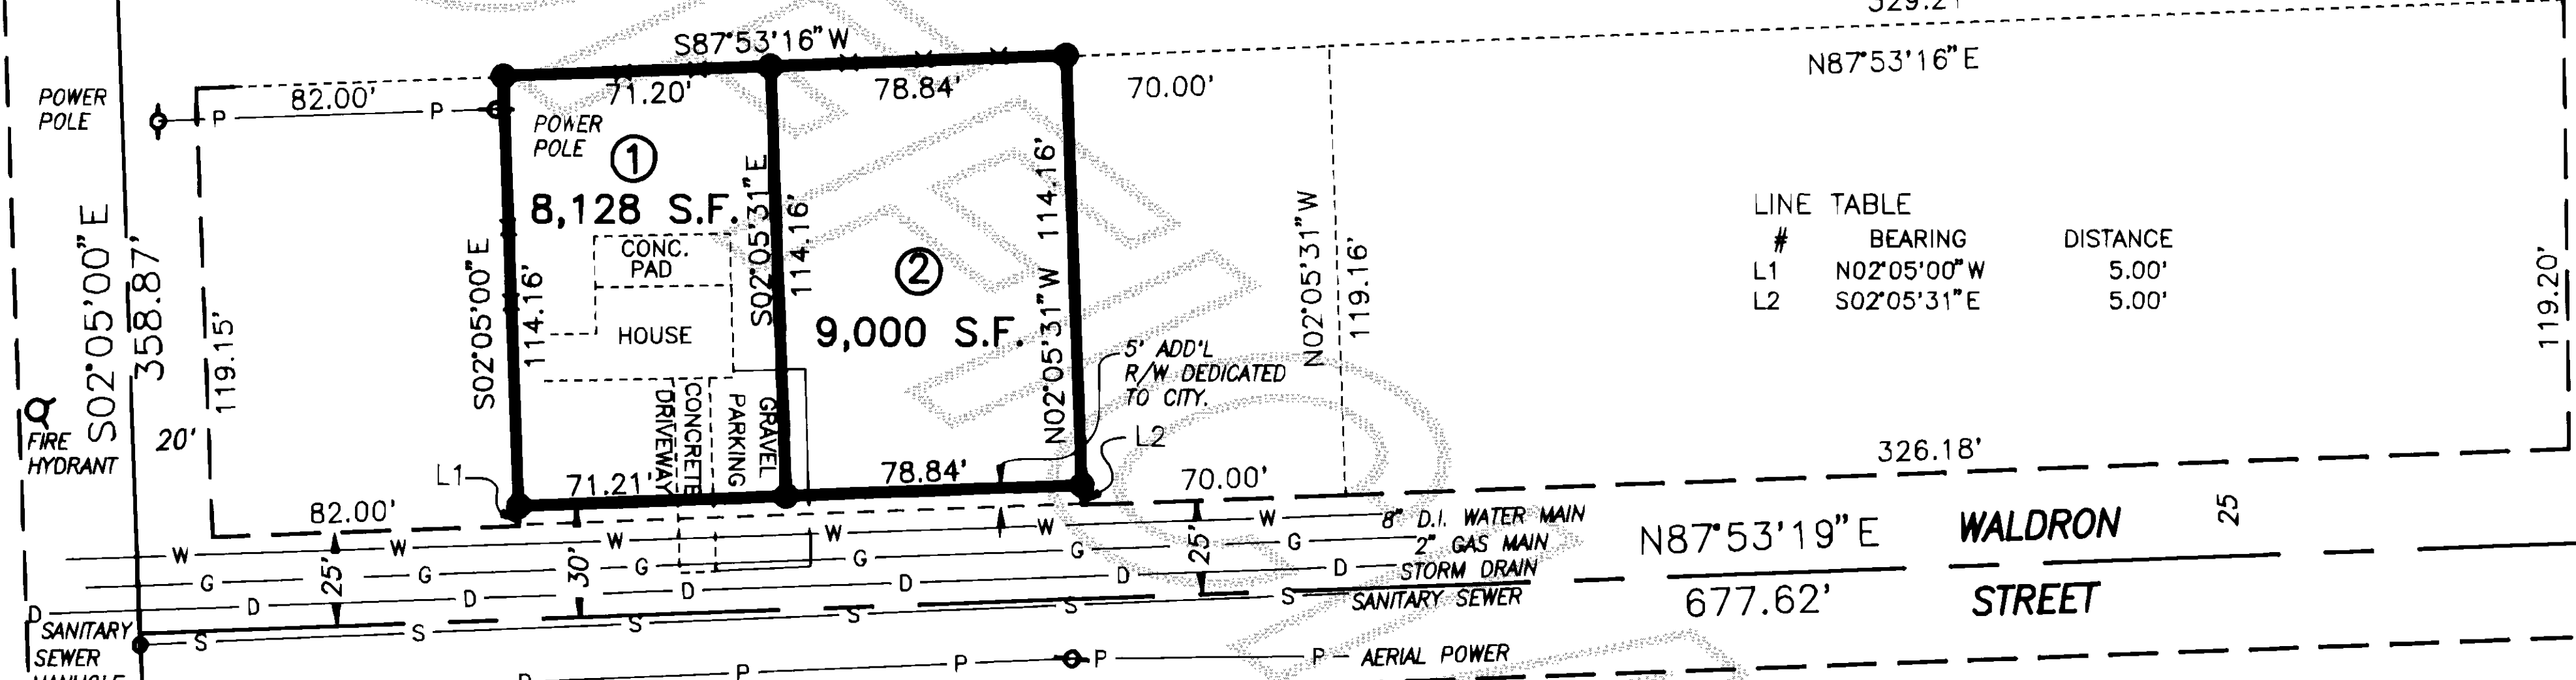 S87°53'16"W
N87°53'16"E
POWER
POLE
P
82.00'
P
71.20'
78.84'
70.00'
POWER
POLE
1
8,128 S.F.
CONC.
PAD
HOUSE
CONCRETE
DRIVEWAY
GRAVEL
PARKING
S02°05'00"E
358.87'
119.15'
S02°05'00"E
114.16'
S02°05'31"E
114.16'
2
9,000 S.F.
N02°05'31"W 114.16'
N02°05'31"W
119.16'
LINE TABLE
# BEARING DISTANCE
L1 N02°05'00"W 5.00'
L2 S02°05'31"E 5.00'
119.20'
5' ADD'L
R/W DEDICATED
TO CITY.
FIRE
HYDRANT
20'
L1
L2
71.21'
78.84'
70.00'
82.00'
326.18'
25'
30'
25'
25
W W W W W W 8" D.I. WATER MAIN
G G G G G G 2" GAS MAIN
D D D D D D D STORM DRAIN
S S S S S S SANITARY SEWER
N87°53'19"E WALDRON
677.62' STREET
SANITARY
SEWER
P P P P AERIAL POWER